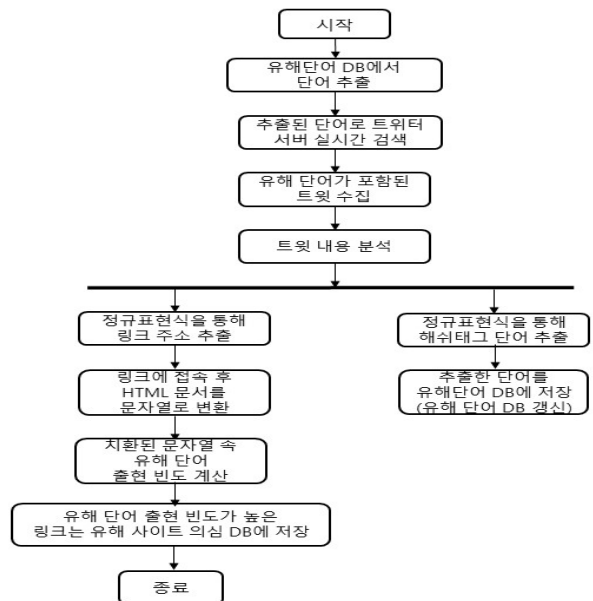 시작
유해단어 DB에서
단어 추출
추출된 단어로 트위터
서버 실시간 검색
유해 단어가 포함된
트윗 수집
트윗 내용 분석
정규표현식을 통해
링크 주소 추출
링크에 접속 후
HTML 문서를
문자열로 변환
치환된 문자열 속
유해 단어
출현 빈도 계산
유해 단어 출현 빈도가 높은
링크는 유해 사이트 의심 DB에 저장
종료
정규표현식을 통해
해쉬태그 단어 추출
추출한 단어를
유해단어 DB에 저장
(유해 단어 DB 갱신)